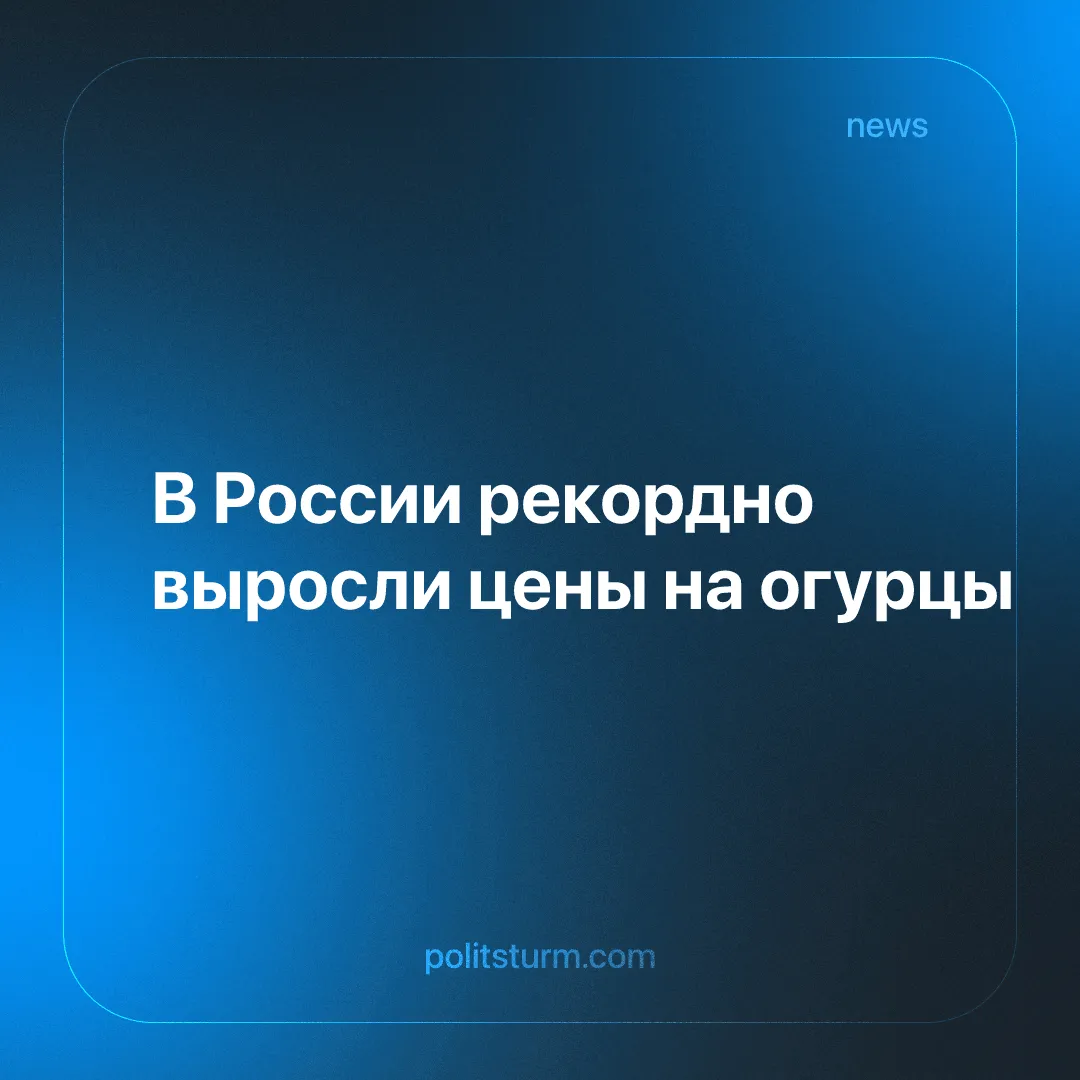 news
В России рекордно
выросли цены на огурцы
politsturm.com